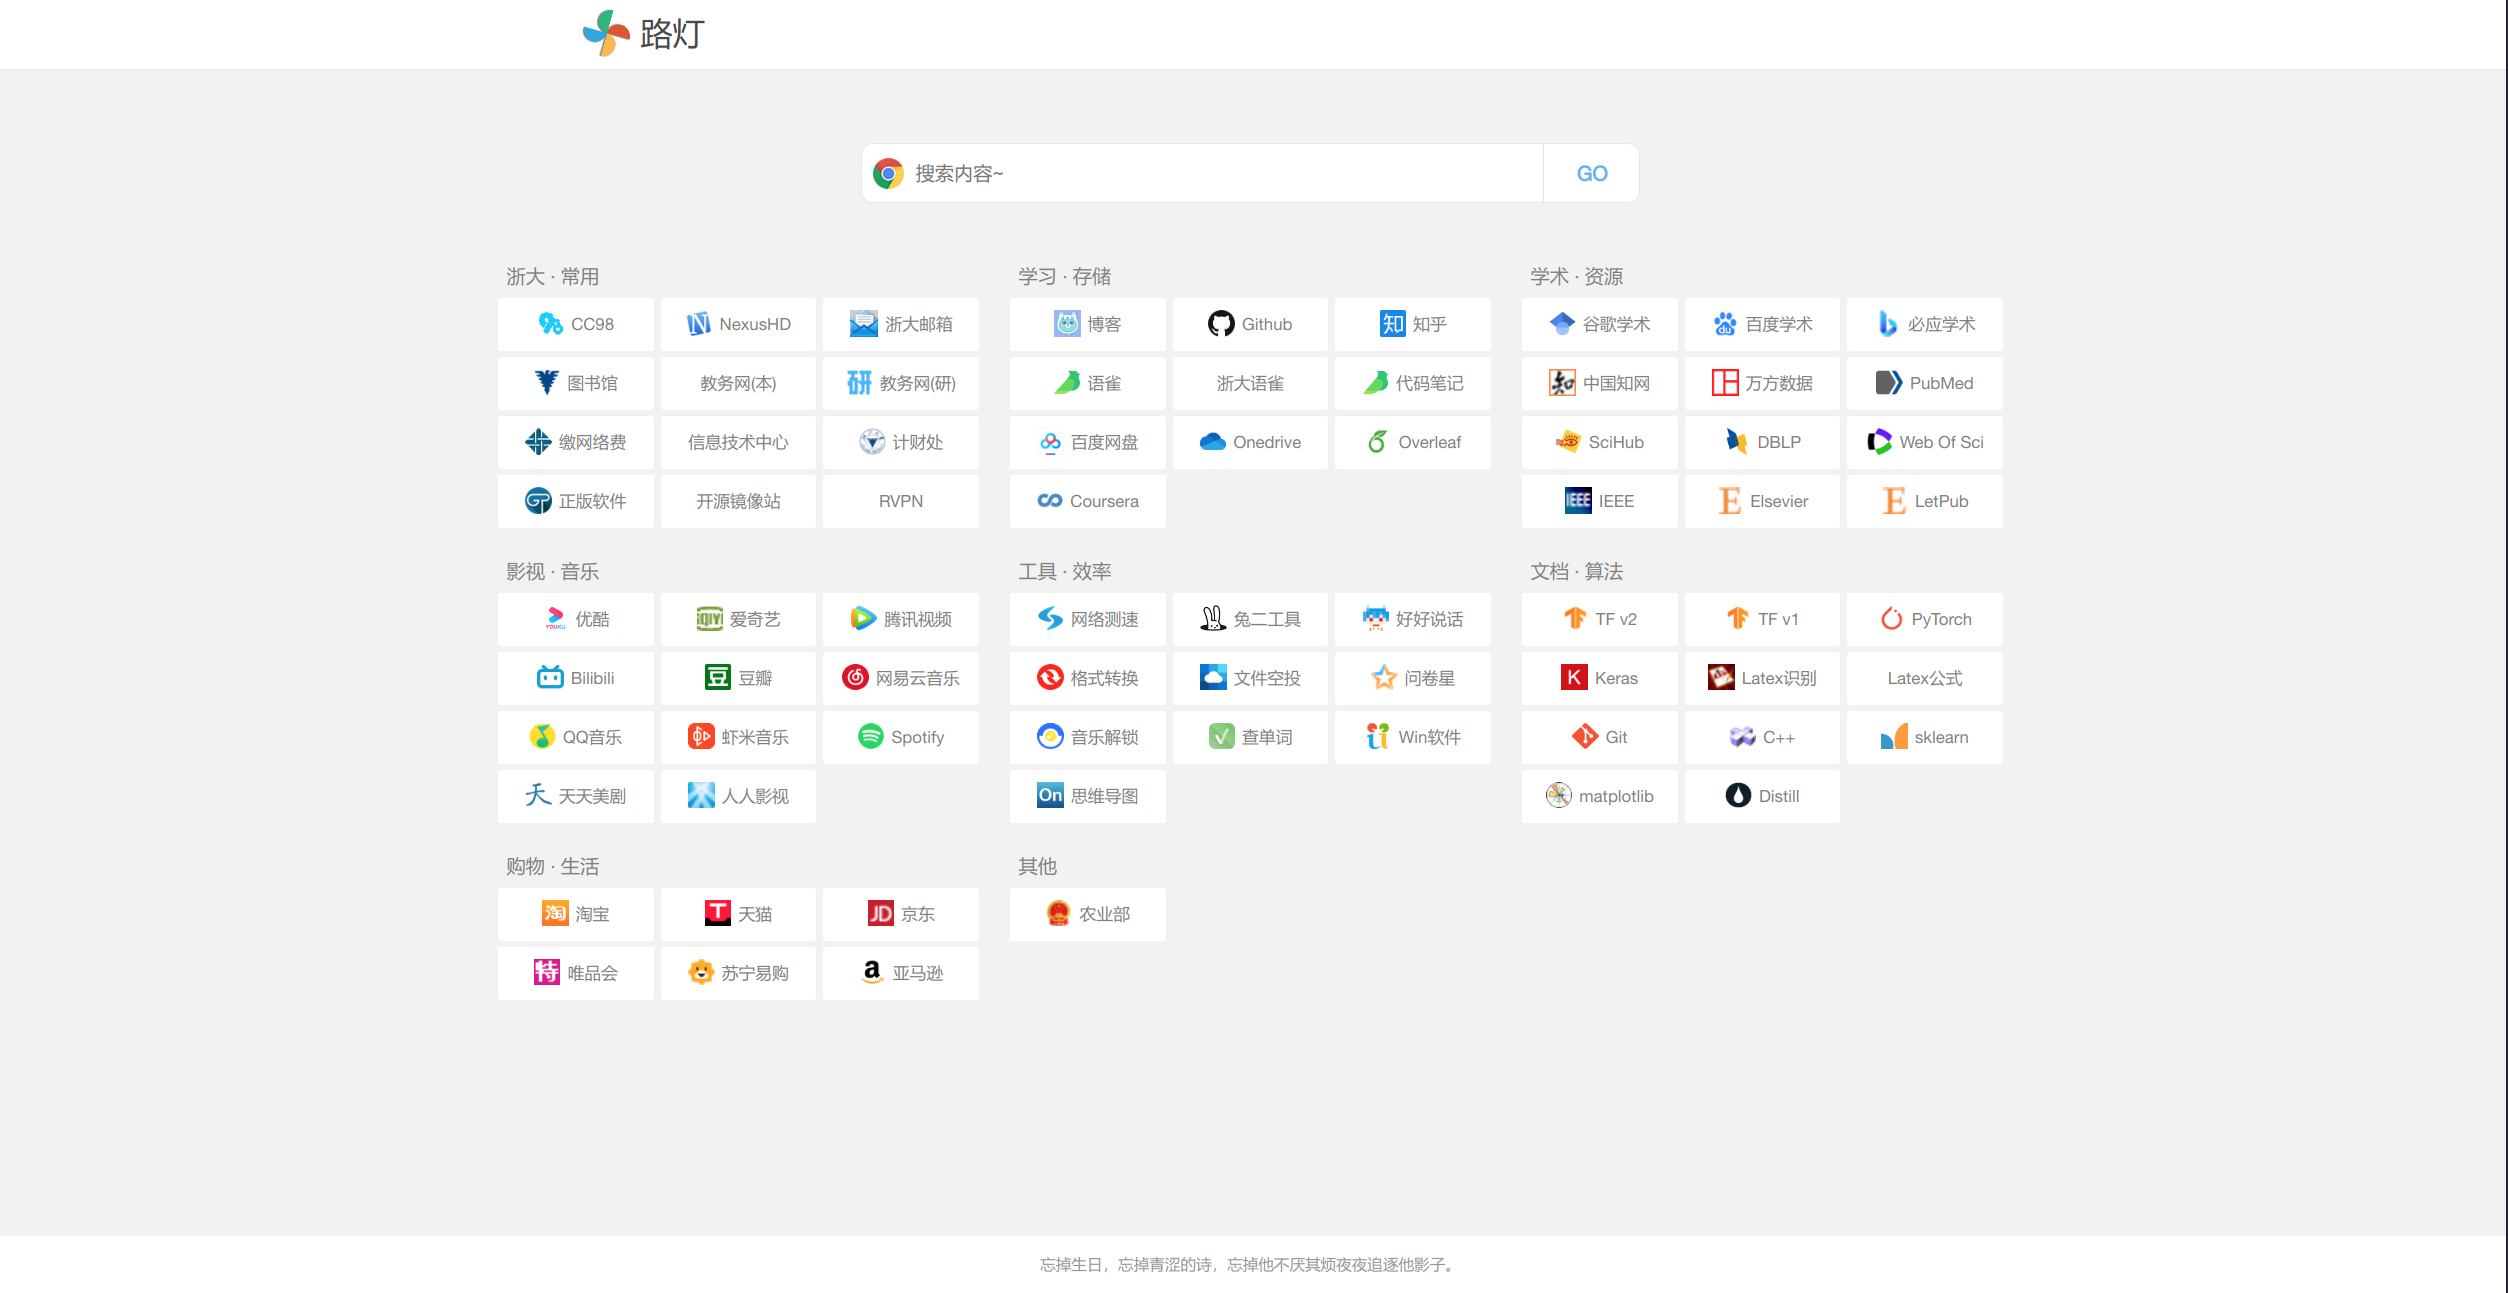 路灯
搜索内容~
GO
浙大 · 常用
CC98
NexusHD
浙大邮箱
图书馆
教务网(本)
研 教务网(研)
缴网络费
信息技术中心
计财处
正版软件
开源镜像站
RVPN
学习 · 存储
博客
Github
知 知乎
语雀
浙大语雀
代码笔记
百度网盘
Onedrive
Overleaf
Coursera
学术 · 资源
谷歌学术
du 百度学术
必应学术
知 中国知网
万方数据
PubMed
SciHub
DBLP
Web Of Sci
IEEE IEEE
E Elsevier
E LetPub
影视 · 音乐
YOUKU 优酷
QIY 爱奇艺
腾讯视频
Bilibili
豆 豆瓣
网易云音乐
QQ音乐
虾米音乐
Spotify
天 天天美剧
人人影视
工具 · 效率
网络测速
兔二工具
好好说话
格式转换
文件空投
问卷星
音乐解锁
查单词
Win软件
On 思维导图
文档 · 算法
TF v2
TF v1
PyTorch
K Keras
Latex识别
Latex公式
Git
C++
sklearn
matplotlib
Distill
购物 · 生活
淘 淘宝
T 天猫
JD 京东
特 唯品会
苏宁易购
a 亚马逊
其他
农业部
忘掉生日，忘掉青涩的诗，忘掉他不厌其烦夜夜追逐他影子。